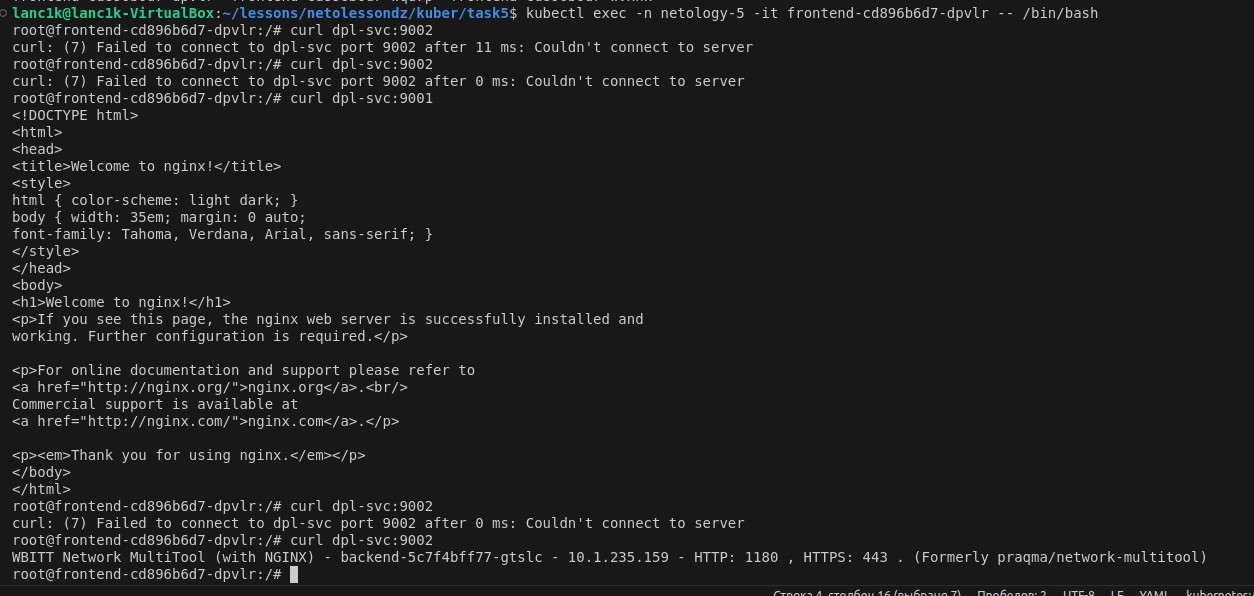 lanc1k@lanc1k-VirtualBox:~/lessons/netolessondz/kuber/task5$ kubectl exec -n netology-5 -it frontend-cd896b6d7-dpvlr -- /bin/bash
root@frontend-cd896b6d7-dpvlr:/# curl dpl-svc:9002
curl: (7) Failed to connect to dpl-svc port 9002 after 11 ms: Couldn't connect to server
root@frontend-cd896b6d7-dpvlr:/# curl dpl-svc:9002
curl: (7) Failed to connect to dpl-svc port 9002 after 0 ms: Couldn't connect to server
root@frontend-cd896b6d7-dpvlr:/# curl dpl-svc:9001
<!DOCTYPE html>
<html>
<head>
<title>Welcome to nginx!</title>
<style>
html { color-scheme: light dark; }
body { width: 35em; margin: 0 auto;
font-family: Tahoma, Verdana, Arial, sans-serif; }
</style>
</head>
<body>
<h1>Welcome to nginx!</h1>
<p>If you see this page, the nginx web server is successfully installed and
working. Further configuration is required.</p>

<p>For online documentation and support please refer to
<a href="http://nginx.org/">nginx.org</a>.<br/>
Commercial support is available at
<a href="http://nginx.com/">nginx.com</a>.</p>

<p><em>Thank you for using nginx.</em></p>
</body>
</html>
root@frontend-cd896b6d7-dpvlr:/# curl dpl-svc:9002
curl: (7) Failed to connect to dpl-svc port 9002 after 0 ms: Couldn't connect to server
root@frontend-cd896b6d7-dpvlr:/# curl dpl-svc:9002
WBITT Network MultiTool (with NGINX) - backend-5c7f4bff77-gtslc - 10.1.235.159 - HTTP: 1180 , HTTPS: 443 . (Formerly praqma/network-multitool)
root@frontend-cd896b6d7-dpvlr:/#
Строка 4, столбец 16 (выбрано 7) Пробелов: 2 UTF-8 LF YAML